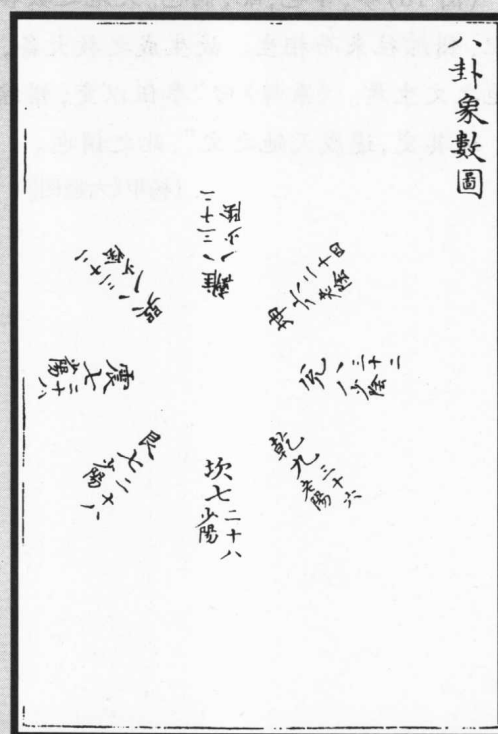 卦象數圖
離八
三十二
少陰
坤六
二十四
老陰
兌八
三十二
少陰
乾九
三十六
老陽
坎七
二十八
少陽
艮七
二十八
少陽
震七
二十八
少陽
巽八
三十二
少陰